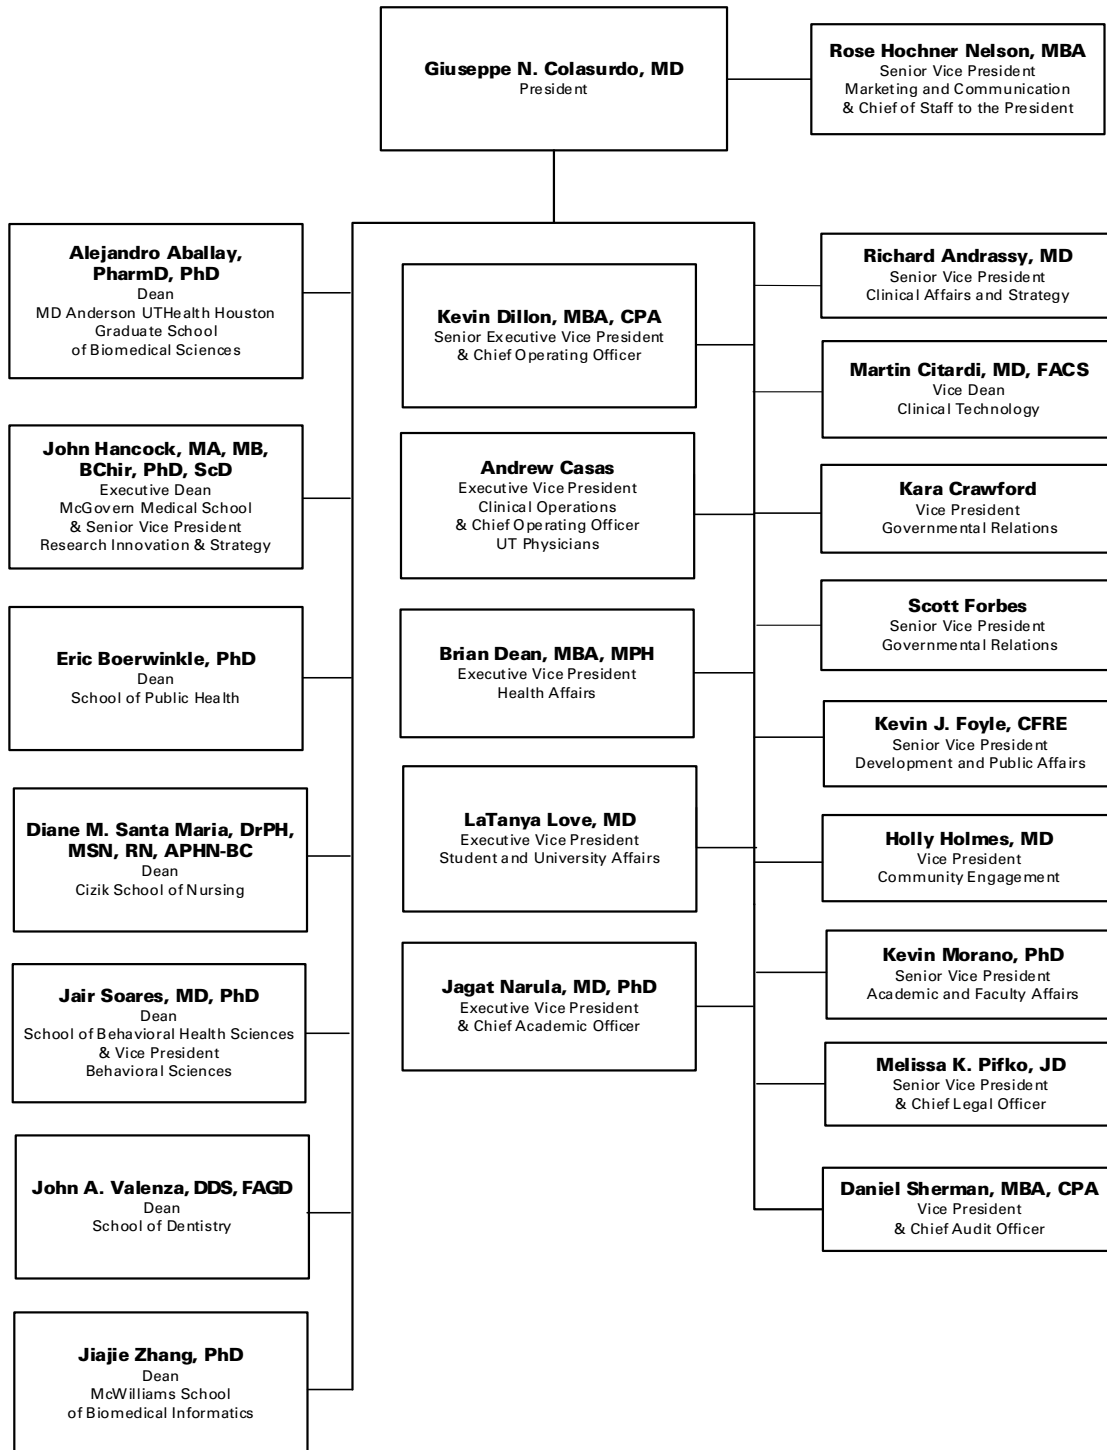 Giuseppe N. Colasurdo, MD
President
Rose Hochner Nelson, MBA
Senior Vice President
Marketing and Communication
& Chief of Staff to the President
Alejandro Aballay,
PharmD, PhD
Dean
MD Anderson UTHealth Houston
Graduate School
of Biomedical Sciences
John Hancock, MA, MB,
BChir, PhD, ScD
Executive Dean
McGovern Medical School
& Senior Vice President
Research Innovation & Strategy
Eric Boerwinkle, PhD
Dean
School of Public Health
Diane M. Santa Maria, DrPH,
MSN, RN, APHN-BC
Dean
Cizik School of Nursing
Jair Soares, MD, PhD
Dean
School of Behavioral Health Sciences
& Vice President
Behavioral Sciences
John A. Valenza, DDS, FAGD
Dean
School of Dentistry
Jiajie Zhang, PhD
Dean
McWilliams School
of Biomedical Informatics
Kevin Dillon, MBA, CPA
Senior Executive Vice President
& Chief Operating Officer
Andrew Casas
Executive Vice President
Clinical Operations
& Chief Operating Officer
UT Physicians
Brian Dean, MBA, MPH
Executive Vice President
Health Affairs
LaTanya Love, MD
Executive Vice President
Student and University Affairs
Jagat Narula, MD, PhD
Executive Vice President
& Chief Academic Officer
Richard Andrassy, MD
Senior Vice President
Clinical Affairs and Strategy
Martin Citardi, MD, FACS
Vice Dean
Clinical Technology
Kara Crawford
Vice President
Governmental Relations
Scott Forbes
Senior Vice President
Governmental Relations
Kevin J. Foyle, CFRE
Senior Vice President
Development and Public Affairs
Holly Holmes, MD
Vice President
Community Engagement
Kevin Morano, PhD
Senior Vice President
Academic and Faculty Affairs
Melissa K. Pifko, JD
Senior Vice President
& Chief Legal Officer
Daniel Sherman, MBA, CPA
Vice President
& Chief Audit Officer